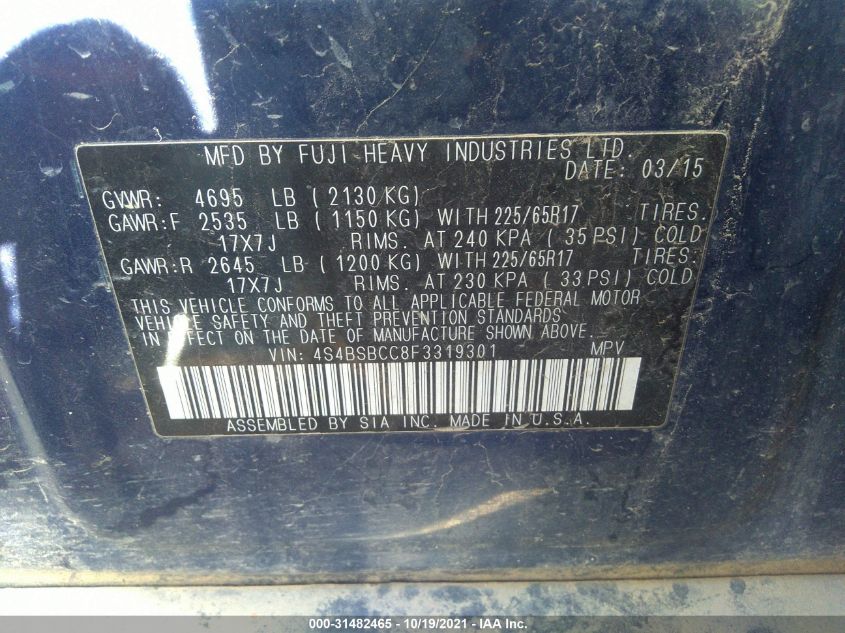 MFD BY FUJI HEAVY INDUSTRIES LTD.
DATE: 03/15
GVWR: 4695 LB ( 2130 KG)
GAWR:F 2535 LB ( 1150 KG) WITH 225/65R17 TIRES.
17X7J RIMS. AT 240 KPA ( 35 PSI) COLD
GAWR:R 2645 LB ( 1200 KG) WITH 225/65R17 TIRES.
17X7J RIMS. AT 230 KPA ( 33 PSI) COLD
THIS VEHICLE CONFORMS TO ALL APPLICABLE FEDERAL MOTOR
VEHICLE SAFETY AND THEFT PREVENTION STANDARDS
IN EFFECT ON THE DATE OF MANUFACTURE SHOWN ABOVE.
VIN: 4S4BSBCC8F3319301 MPV
ASSEMBLED BY SIA INC. MADE IN U.S.A.
000-31482465 - 10/19/2021 - IAA Inc.